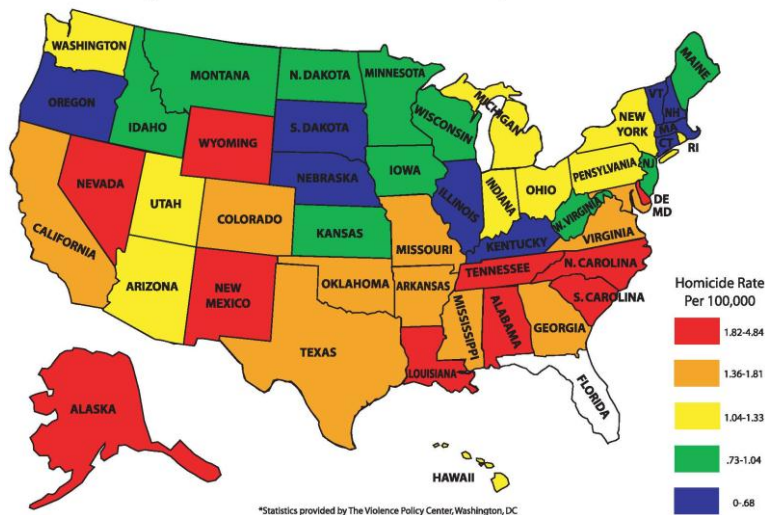 WASHINGTON
OREGON
IDAHO
MONTANA
N. DAKOTA
MINNESOTA
WISCONSIN
MICHIGAN
NEW
YORK
VT
NH
MAINE
MA
CT
RI
WYOMING
S. DAKOTA
NEBRASKA
IOWA
ILLINOIS
INDIANA
OHIO
PENSYLVANIA
NJ
DE
MD
NEVADA
UTAH
COLORADO
KANSAS
MISSOURI
KENTUCKY
W. VIRGINIA
VIRGINIA
CALIFORNIA
ARIZONA
NEW
MEXICO
OKLAHOMA
ARKANSAS
TENNESSEE
N. CAROLINA
S. CAROLINA
TEXAS
LOUISIANA
MISSISSIPPI
ALABAMA
GEORGIA
FLORIDA
ALASKA
HAWAII
Homicide Rate
Per 100,000
1.82-4.84
1.36-1.81
1.04-1.33
.73-1.04
0-.68
*Statistics provided by The Violence Policy Center, Washington, DC